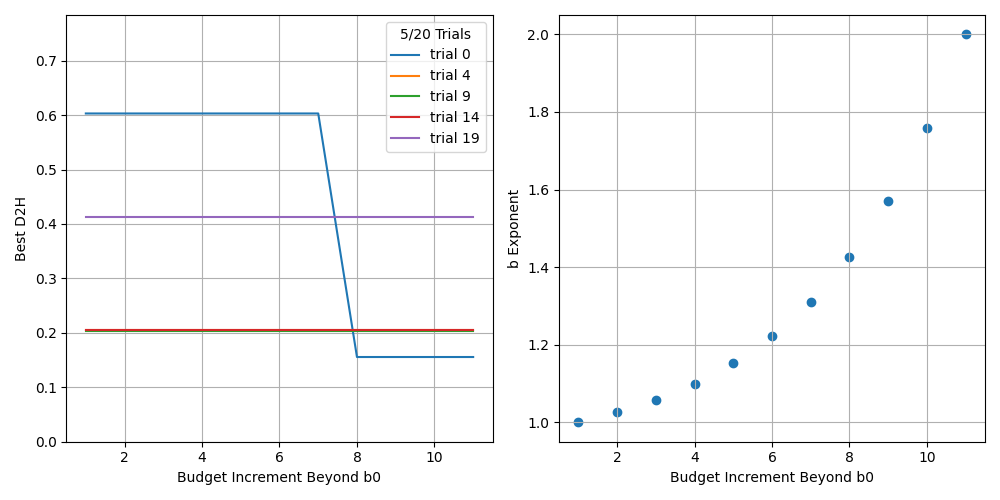 5/20 Trials
trial 0
trial 4
trial 9
trial 14
trial 19
Best D2H
0.7
0.6
0.5
0.4
0.3
0.2
0.1
0.0
2 4 6 8 10
Budget Increment Beyond b0
b Exponent
2.0
1.8
1.6
1.4
1.2
1.0
2 4 6 8 10
Budget Increment Beyond b0